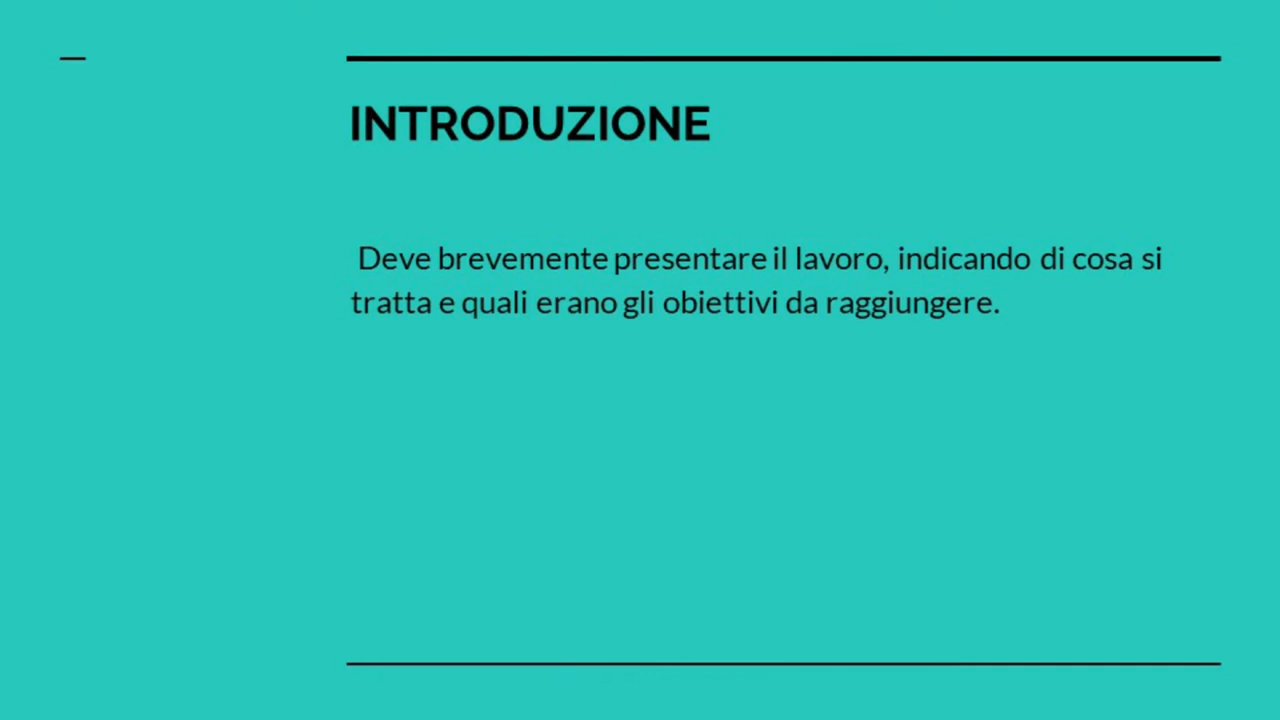 INTRODUZIONE
Deve brevemente presentare il lavoro, indicando di cosa si
tratta e quali erano gli obiettivi da raggiungere.